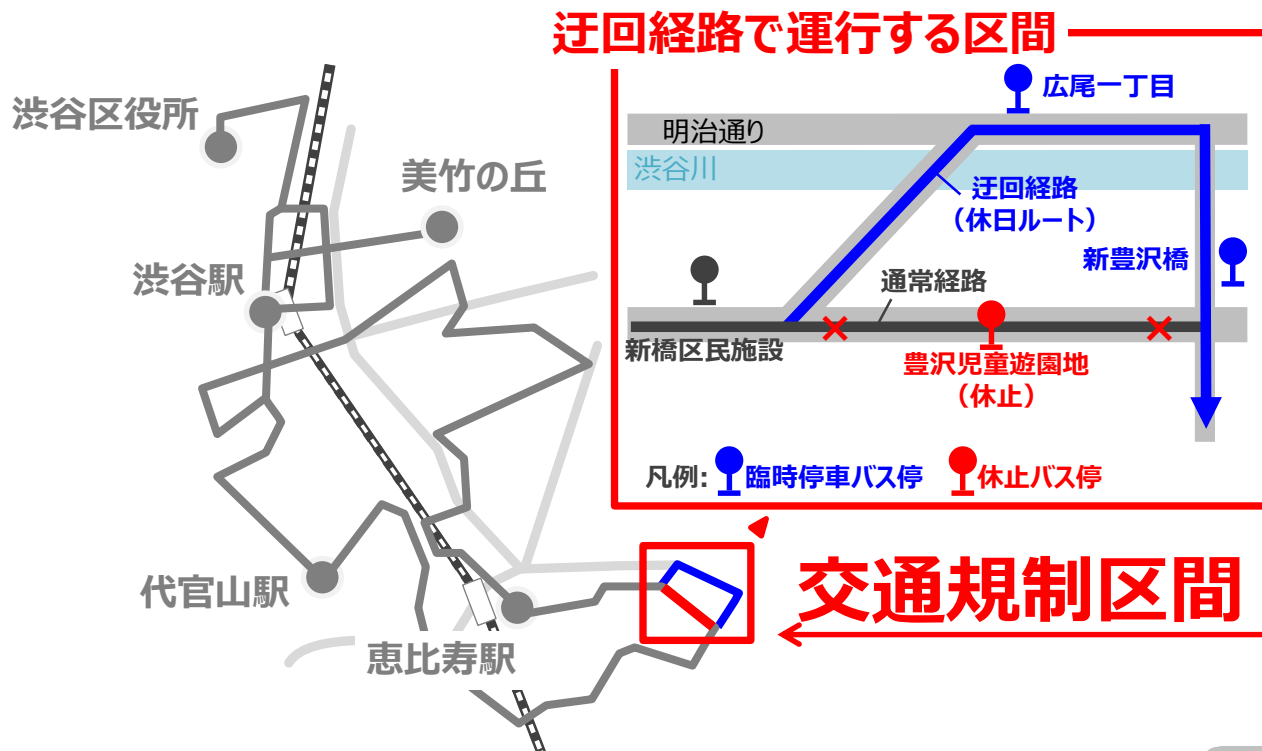 迂回経路で運行する区間
渋谷区役所
美竹の丘
渋谷駅
代官山駅
恵比寿駅
広尾一丁目
明治通り
渋谷川
迂回経路
（休日ルート）
新豊沢橋
通常経路
新橋区民施設
豊沢児童遊園地
（休止）
凡例: 臨時停車バス停 休止バス停
交通規制区間